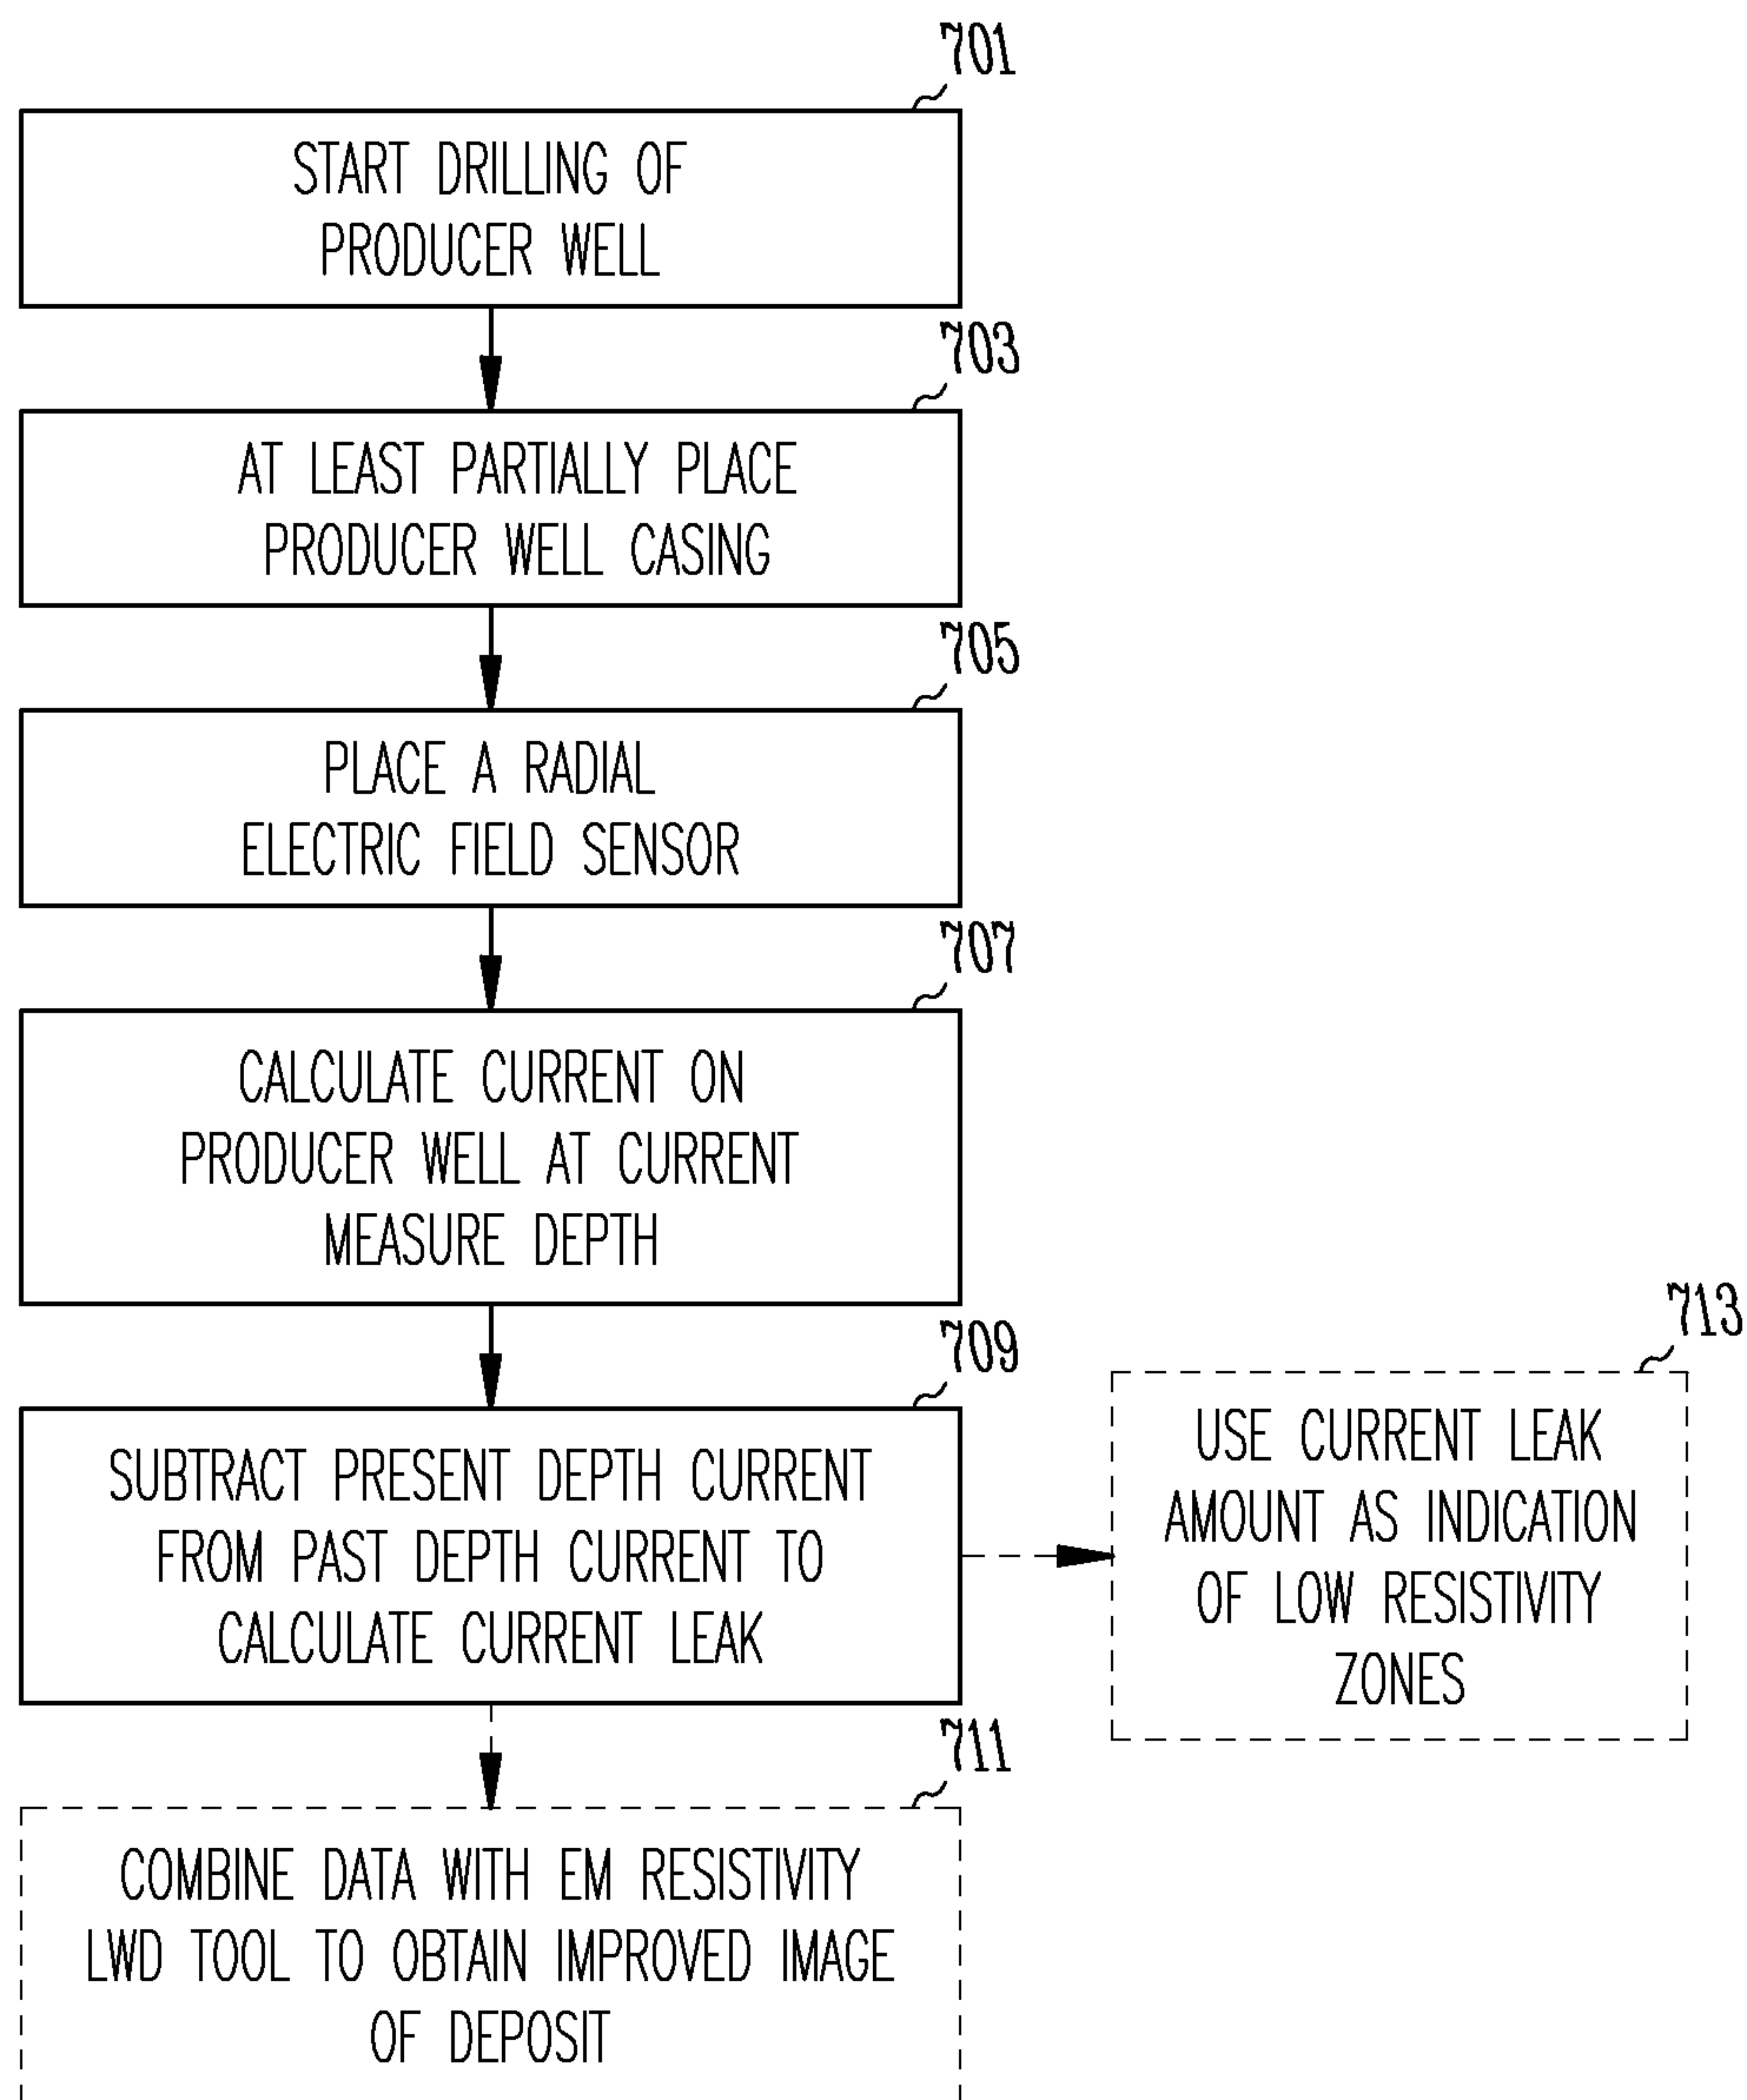 701
START DRILLING OF
PRODUCER WELL
703
AT LEAST PARTIALLY PLACE
PRODUCER WELL CASING
705
PLACE A RADIAL
ELECTRIC FIELD SENSOR
707
CALCULATE CURRENT ON
PRODUCER WELL AT CURRENT
MEASURE DEPTH
709
SUBTRACT PRESENT DEPTH CURRENT
FROM PAST DEPTH CURRENT TO
CALCULATE CURRENT LEAK
713
USE CURRENT LEAK
AMOUNT AS INDICATION
OF LOW RESISTIVITY
ZONES
711
COMBINE DATA WITH EM RESISTIVITY
LWD TOOL TO OBTAIN IMPROVED IMAGE
OF DEPOSIT